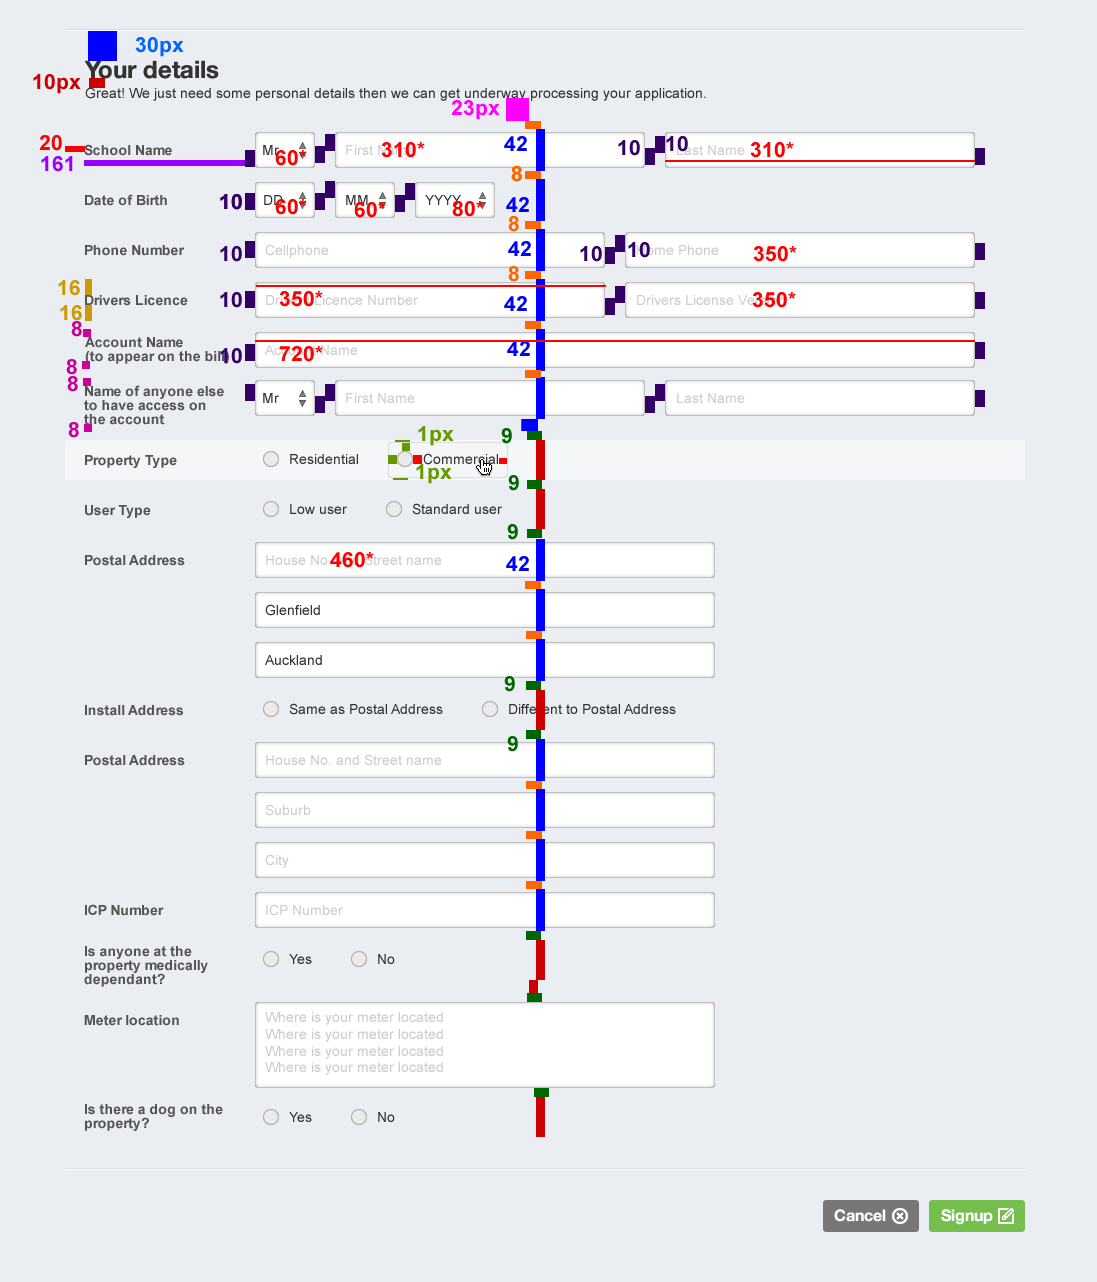 30px
Your details
10px
Great! We just need some personal details then we can get underway processing your application.
23px
20
161
School Name
Mr
60*
First Name
310*
42
10
10
Last Name
310*
8
Date of Birth
10
DD
60*
MM
60*
YYYY
80*
42
8
Phone Number
10
Cellphone
42
10
10
Home Phone
350*
8
16
16
Drivers Licence
10
Drivers Licence Number
350*
42
Drivers License Version
350*
8
8
Account Name
(to appear on the bill)
10
Account Name
720*
42
8
8
Name of anyone else
to have access on
the account
Mr
First Name
Last Name
1px
9
Property Type
Residential
Commercial
1px
9
User Type
Low user
Standard user
9
Postal Address
House No. and Street name
460*
42
Glenfield
Auckland
9
Install Address
Same as Postal Address
Different to Postal Address
9
Postal Address
House No. and Street name
Suburb
City
ICP Number
ICP Number
Is anyone at the
property medically
dependant?
Yes
No
Meter location
Where is your meter located
Where is your meter located
Where is your meter located
Where is your meter located
Is there a dog on the
property?
Yes
No
Cancel
Signup